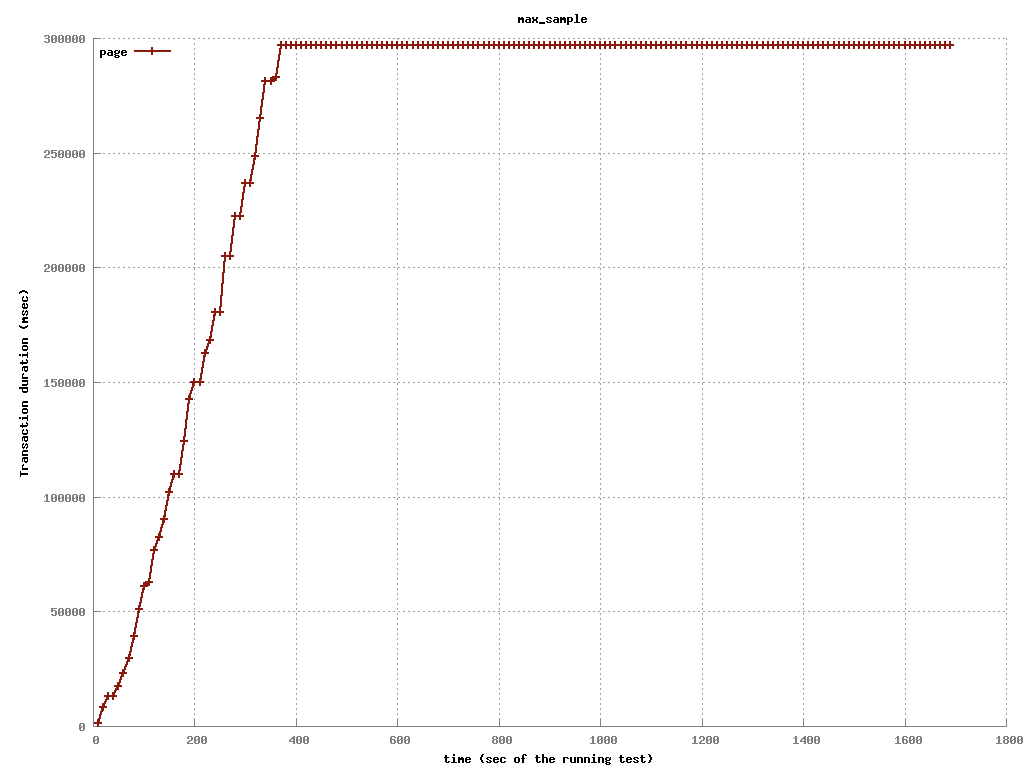 max_sample
page
300000
250000
200000
150000
100000
50000
0
Transaction duration (msec)
0 200 400 600 800 1000 1200 1400 1600 1800
time (sec of the running test)